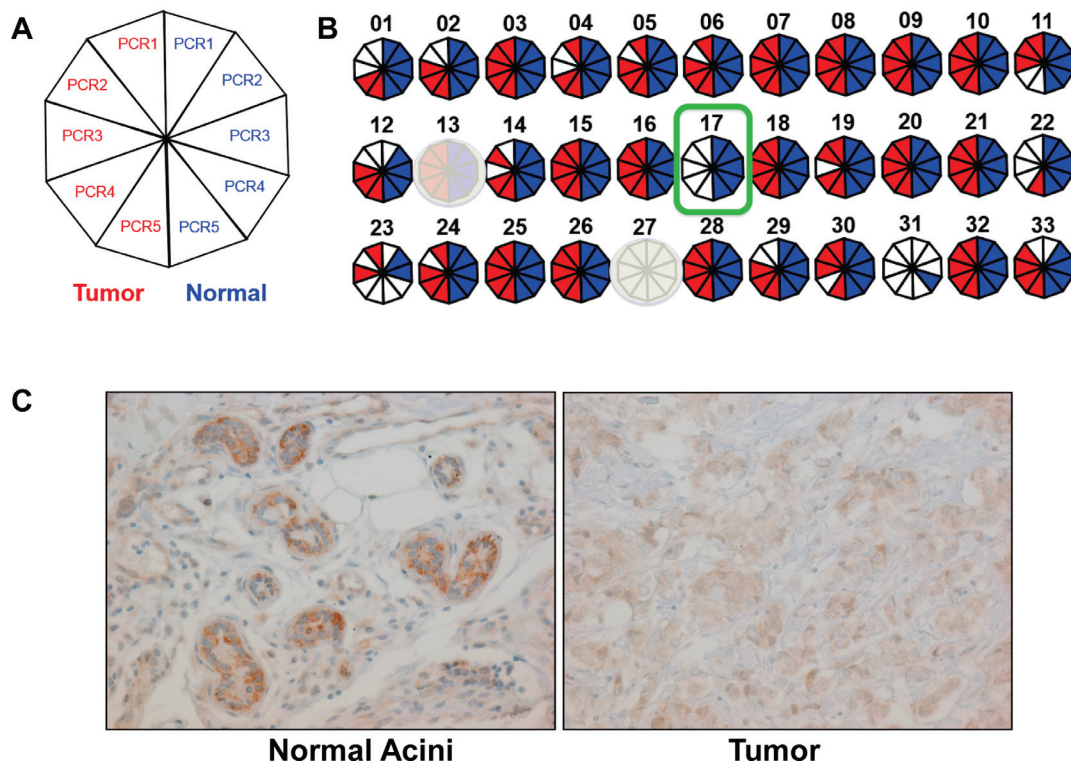 A
PCR1 PCR1
PCR2 PCR2
PCR3 PCR3
PCR4 PCR4
PCR5 PCR5
Tumor Normal
B
01 02 03 04 05 06 07 08 09 10 11
12 13 14 15 16 17 18 19 20 21 22
23 24 25 26 27 28 29 30 31 32 33
C
Normal Acini Tumor